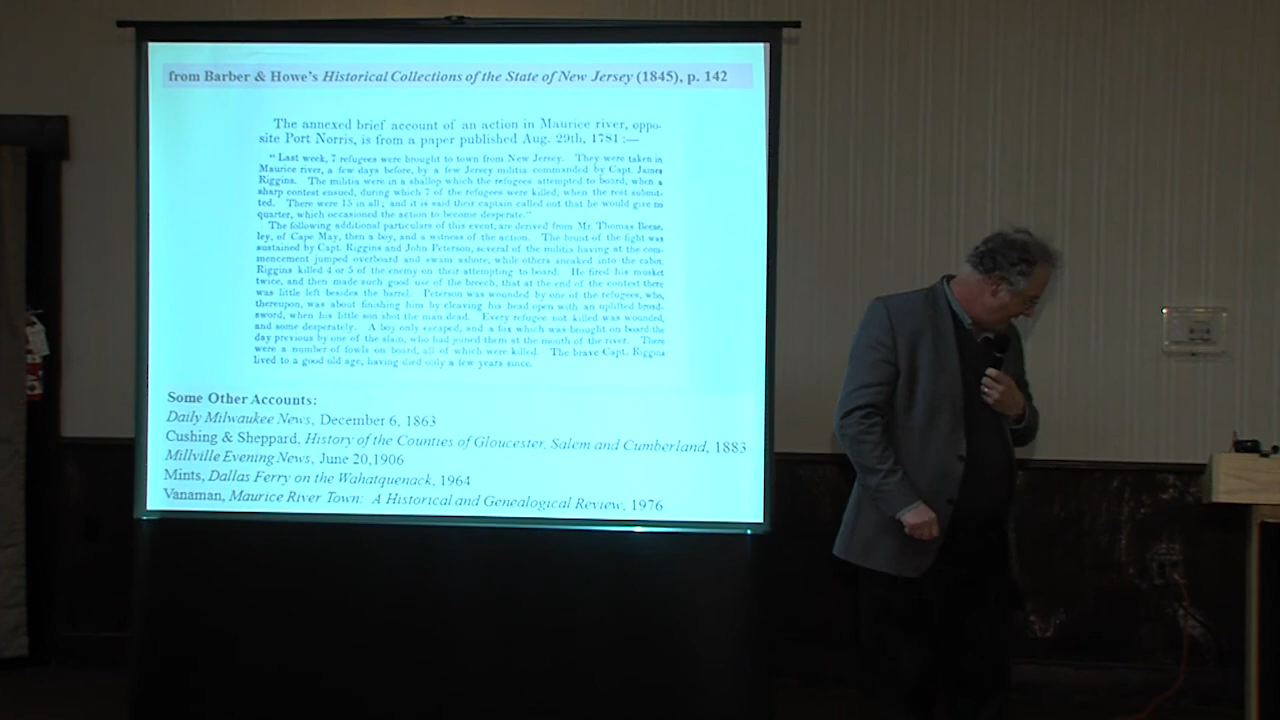 from Barber & Howe's Historical Collections of the State of New Jersey (1845), p. 142
The annexed brief account of an action in Maurice river, oppo-
site Port Norris, is from a paper published Aug. 29th, 1781 :—
"Last week, 7 refugees were brought to town from New Jersey. They were taken in
Maurice river, a few days before, by a few Jersey militia commanded by Capt. James
Riggins. The militia were in a shallop which the refugees attempted to board, when a
sharp contest ensued, during which 7 of the refugees were killed, when the rest submit-
ted. There were 15 in all; and it is said their captain called out that he would give no
quarter, which occasioned the action to become desperate."
The following additional particulars of this event, are derived from Mr. Thomas Beese,
ley, of Cape May, then a boy, and a witness of the action. The brunt of the fight was
sustained by Capt. Riggins and John Peterson, several of the militia having at the com-
mencement jumped overboard and swam ashore, while others sneaked into the cabin.
Riggins killed 4 or 5 of the enemy on their attempting to board. He fired his musket
twice, and then made such good use of the breech, that at the end of the contest there
was little left besides the barrel. Peterson was wounded by one of the refugees, who,
thereupon, was about finishing him by cleaving his head open with an uplifted broad-
sword, when his little son shot the man dead. Every refugee not killed was wounded,
and some desperately. A boy only escaped, and a fox which was brought on board the
day previous by one of the slain, who had joined them at the mouth of the river. There
were a number of fowls on board, all of which were killed. The brave Capt. Riggins
lived to a good old age, having died only a few years since.
Some Other Accounts:
Daily Milwaukee News, December 6, 1863
Cushing & Sheppard, History of the Counties of Gloucester, Salem and Cumberland, 1883
Millville Evening News, June 20,1906
Mints, Dallas Ferry on the Wahatquenack, 1964
Vanaman, Maurice River Town: A Historical and Genealogical Review, 1976